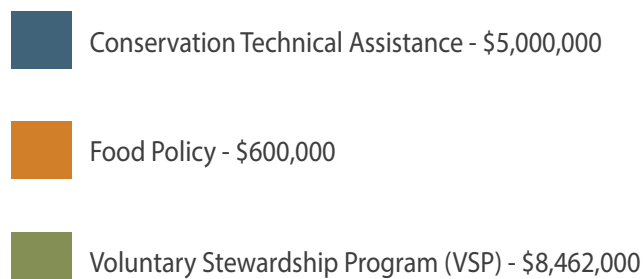 Conservation Technical Assistance - $5,000,000
Food Policy - $600,000
Voluntary Stewardship Program (VSP) - $8,462,000